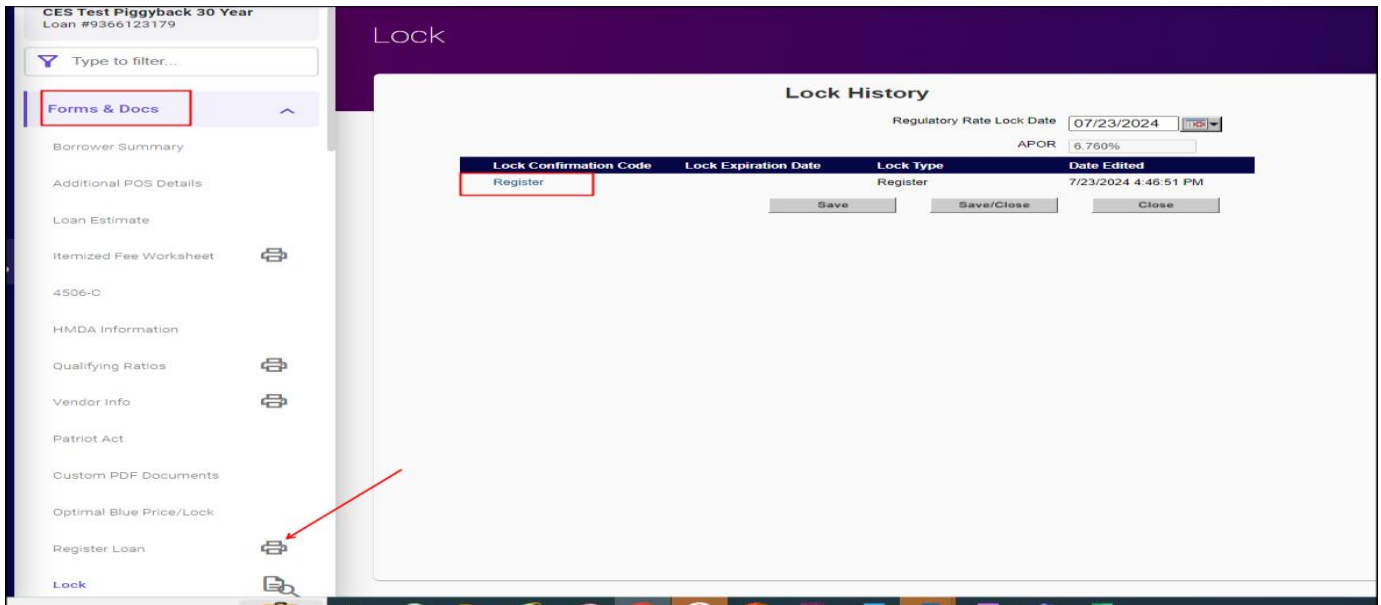 CES Test Piggyback 30 Year
Loan #9366123179
Type to filter...
Forms & Docs
Borrower Summary
Additional POS Details
Loan Estimate
Itemized Fee Worksheet
4506-C
HMDA Information
Qualifying Ratios
Vendor Info
Patriot Act
Custom PDF Documents
Optimal Blue Price/Lock
Register Loan
Lock
Lock
Lock History
Regulatory Rate Lock Date 07/23/2024
APOR 6.760%
Lock Confirmation Code Lock Expiration Date Lock Type Date Edited
Register Register 7/23/2024 4:46:51 PM
Save Save/Close Close